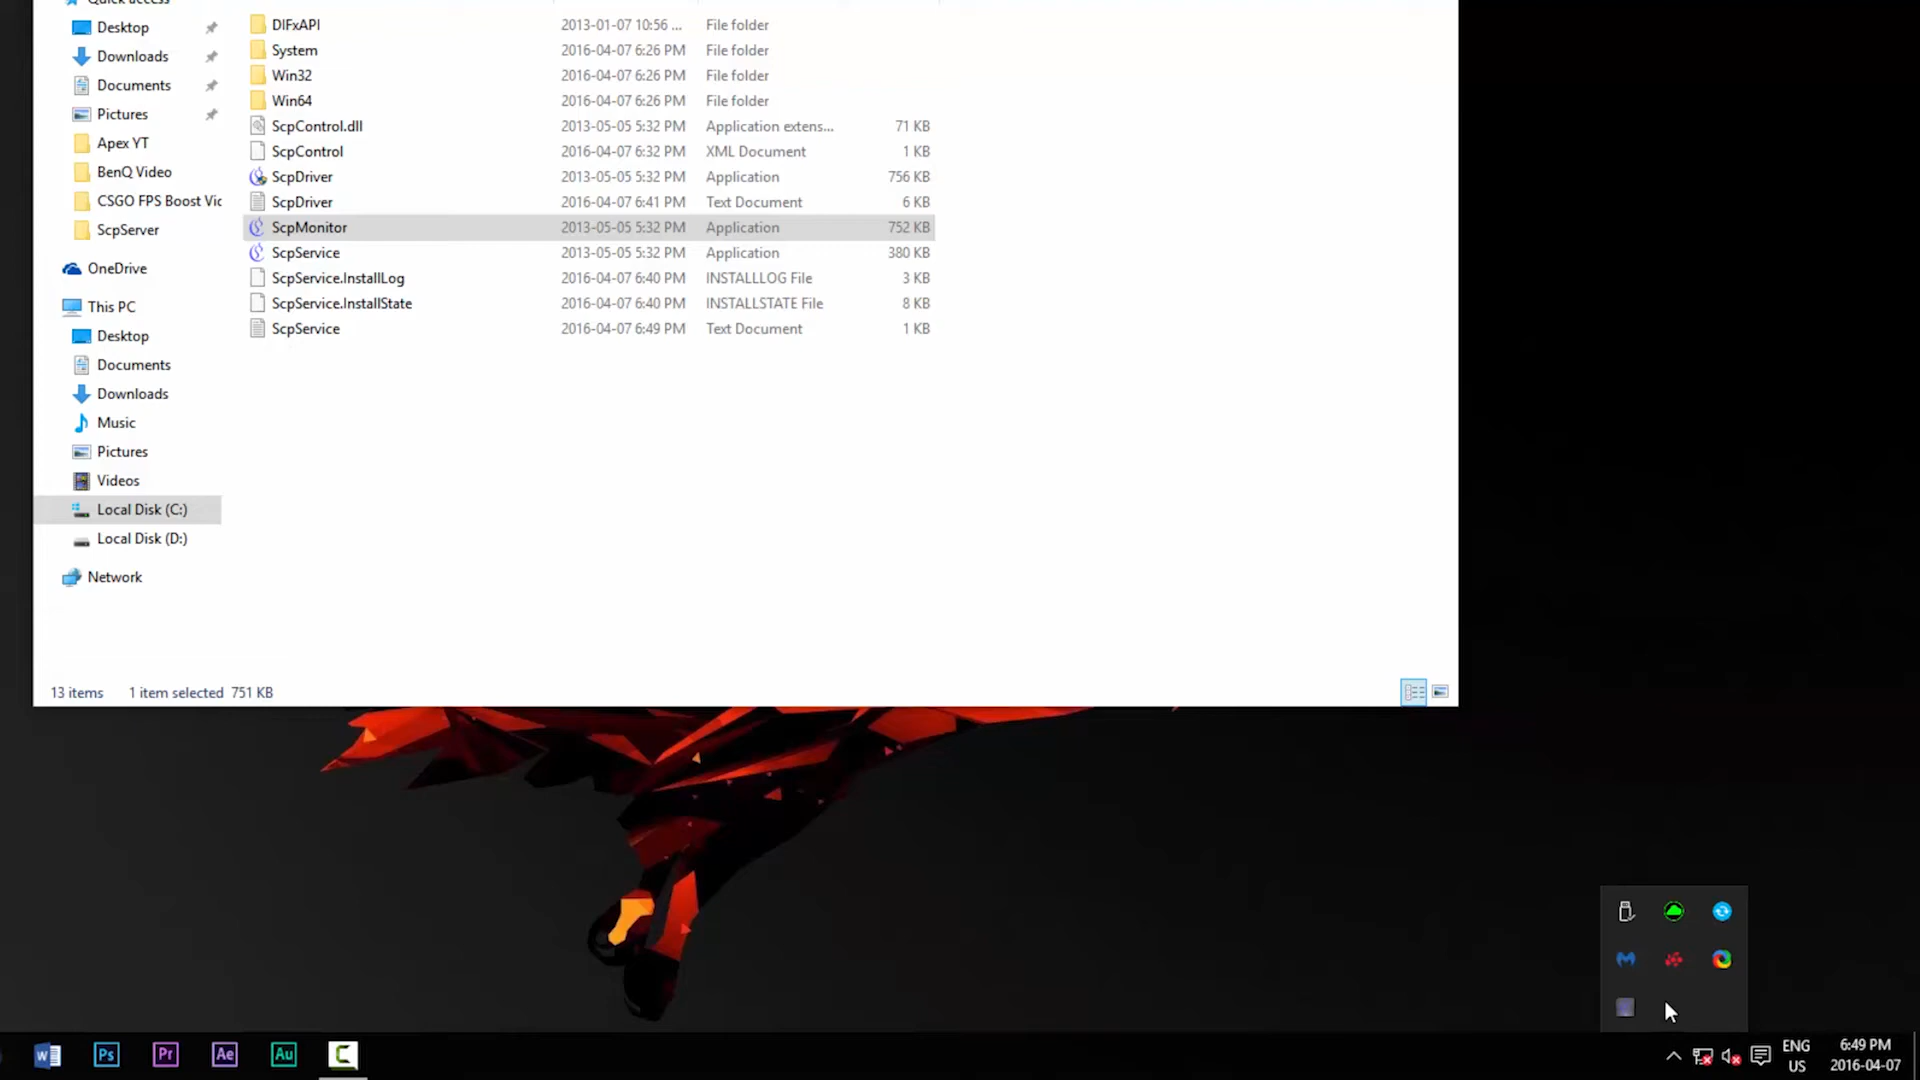 Quick access
Desktop
Downloads
Documents
Pictures
Apex YT
BenQ Video
CSGO FPS Boost Vic
ScpServer
OneDrive
This PC
Desktop
Documents
Downloads
Music
Pictures
Videos
Local Disk (C:)
Local Disk (D:)
Network
DIFxAPI 2013-01-07 10:56 ... File folder
System 2016-04-07 6:26 PM File folder
Win32 2016-04-07 6:26 PM File folder
Win64 2016-04-07 6:26 PM File folder
ScpControl.dll 2013-05-05 5:32 PM Application extens... 71 KB
ScpControl 2016-04-07 6:32 PM XML Document 1 KB
ScpDriver 2013-05-05 5:32 PM Application 756 KB
ScpDriver 2016-04-07 6:41 PM Text Document 6 KB
ScpMonitor 2013-05-05 5:32 PM Application 752 KB
ScpService 2013-05-05 5:32 PM Application 380 KB
ScpService.InstallLog 2016-04-07 6:40 PM INSTALLLOG File 3 KB
ScpService.InstallState 2016-04-07 6:40 PM INSTALLSTATE File 8 KB
ScpService 2016-04-07 6:49 PM Text Document 1 KB
13 items 1 item selected 751 KB
W Ps Pr Ae Au C
ENG
US
6:49 PM
2016-04-07